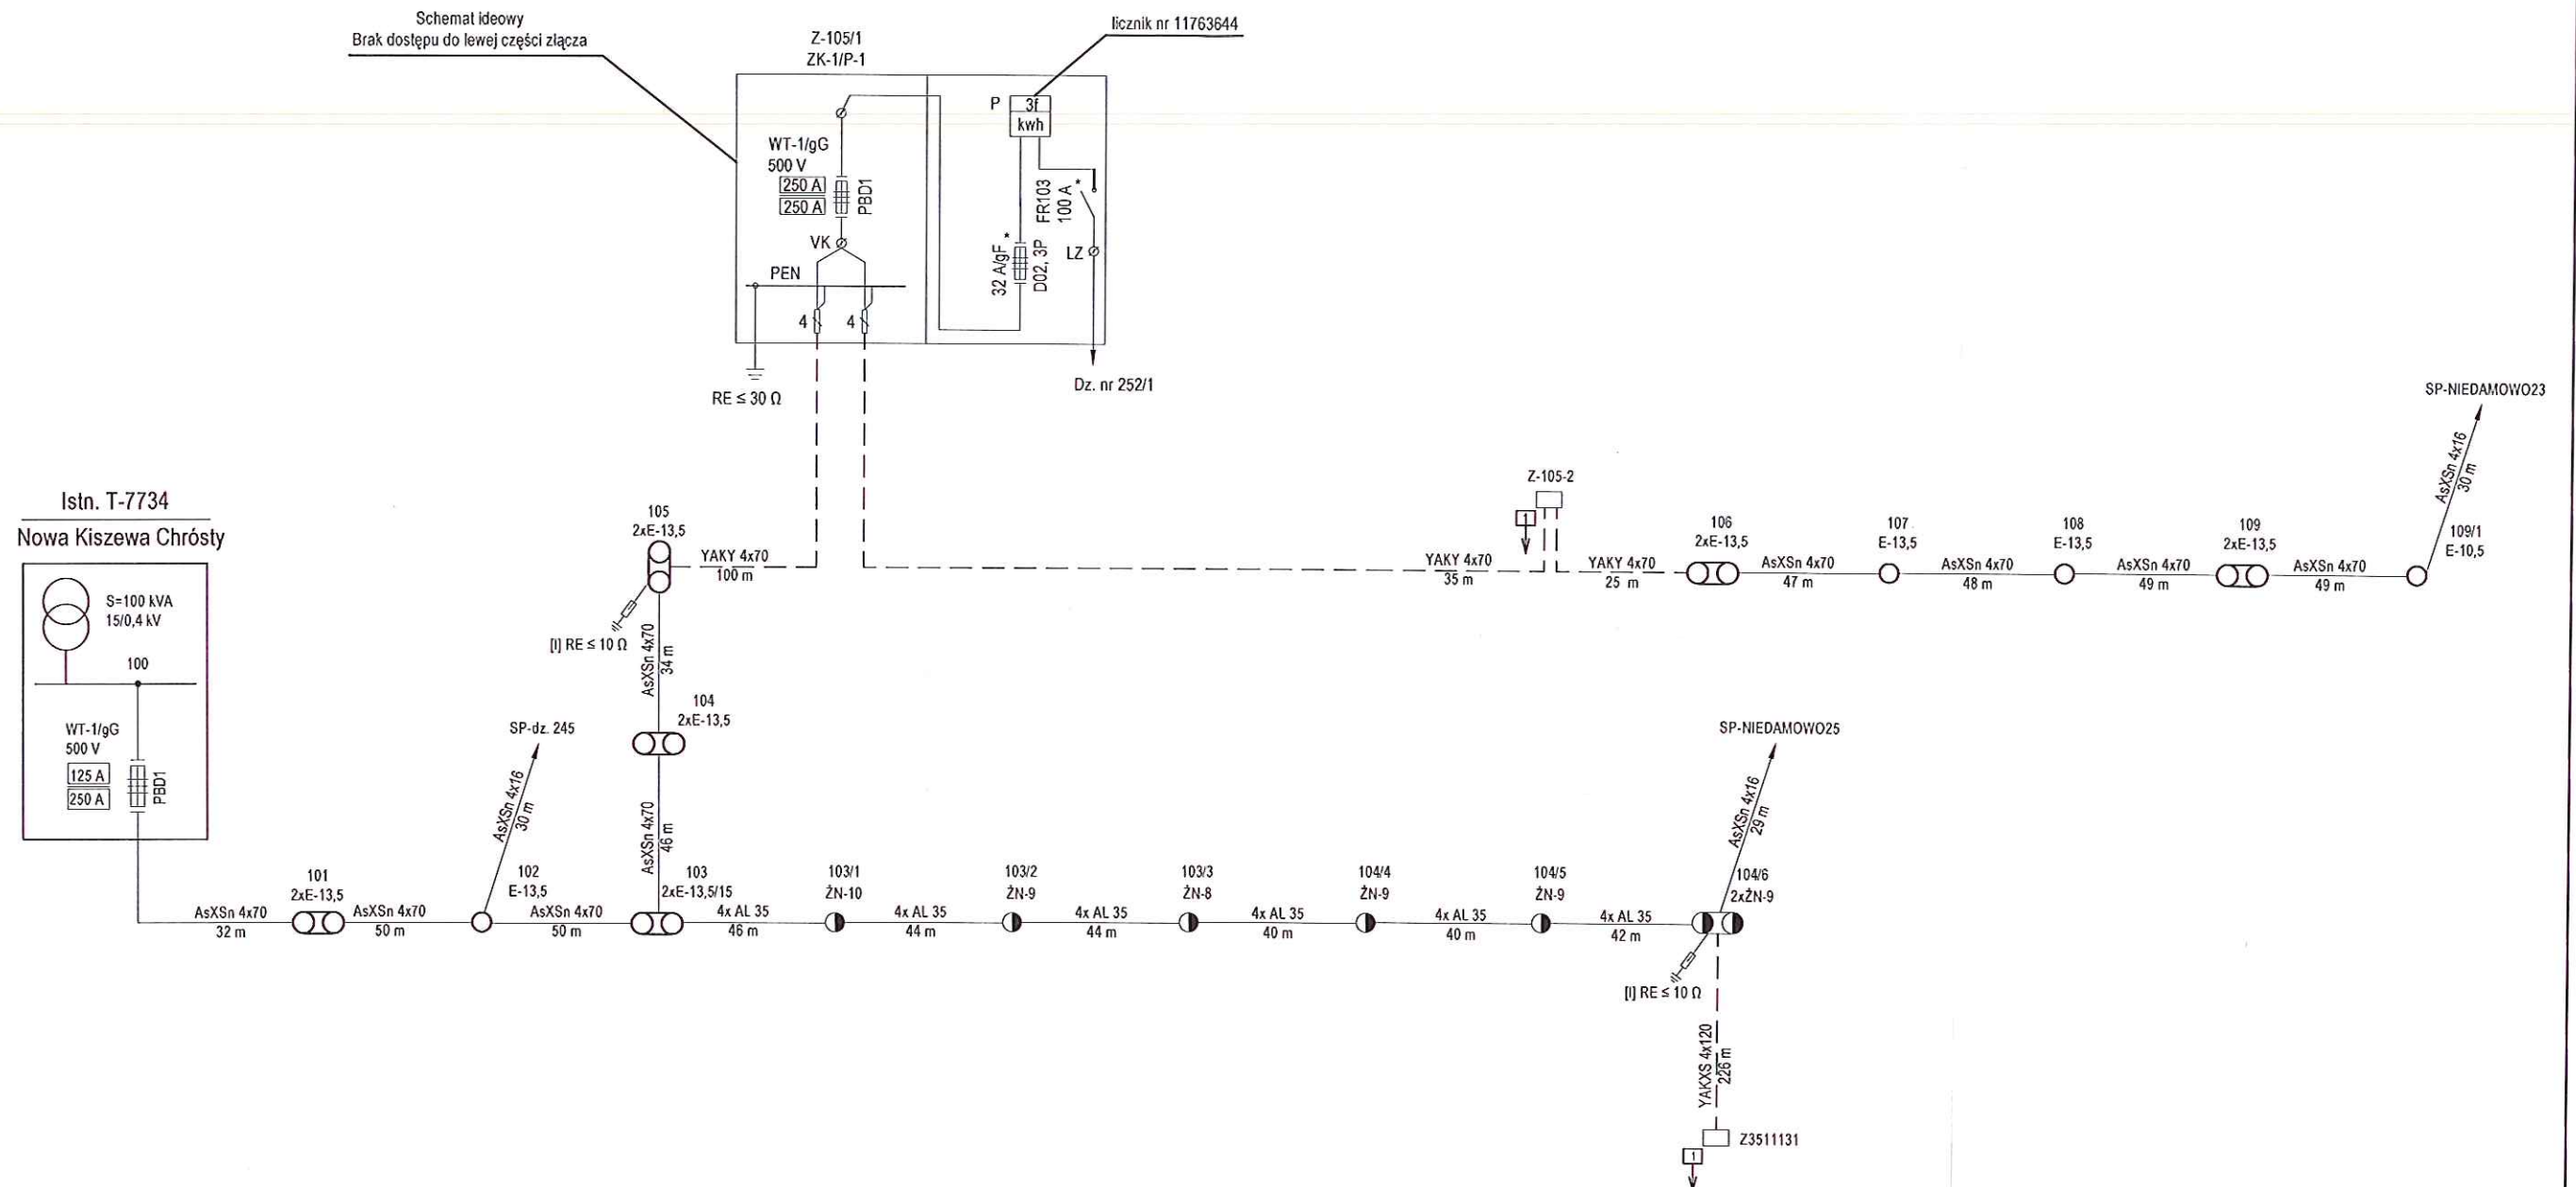 Schemat ideowy
Brak dostępu do lewej części złącza
Z-105/1
ZK-1/P-1
licznik nr 11763644
P
3f
kwh
WT-1/gG
500 V
250 A
250 A
PBD1
VK
PEN
4
4
RE ≤ 30 Ω
32 A/gF *
D02, 3P
FR103
100 A *
LZ
Dz. nr 252/1
Istn. T-7734
Nowa Kiszewa Chrósty
S=100 kVA
15/0,4 kV
100
WT-1/gG
500 V
125 A
250 A
PBD1
105
2xE-13,5
YAKY 4x70
100 m
[I] RE ≤ 10 Ω
AsXSn 4x70
34 m
104
2xE-13,5
AsXSn 4x70
46 m
YAKY 4x70
35 m
Z-105-2
1
YAKY 4x70
25 m
106
2xE-13,5
AsXSn 4x70
47 m
107
E-13,5
AsXSn 4x70
48 m
108
E-13,5
AsXSn 4x70
49 m
109
2xE-13,5
AsXSn 4x70
49 m
109/1
E-10,5
AsXSn 4x16
30 m
SP-NIEDAMOWO23
AsXSn 4x70
32 m
101
2xE-13,5
AsXSn 4x70
50 m
SP-dz. 245
AsXSn 4x16
30 m
102
E-13,5
AsXSn 4x70
50 m
103
2xE-13,5/15
4x AL 35
46 m
103/1
ŻN-10
4x AL 35
44 m
103/2
ŻN-9
4x AL 35
44 m
103/3
ŻN-8
4x AL 35
40 m
104/4
ŻN-9
4x AL 35
40 m
104/5
ŻN-9
4x AL 35
42 m
104/6
2xŻN-9
SP-NIEDAMOWO25
AsXSn 4x16
29 m
[I] RE ≤ 10 Ω
YAKXS 4x120
226 m
Z3511131
1